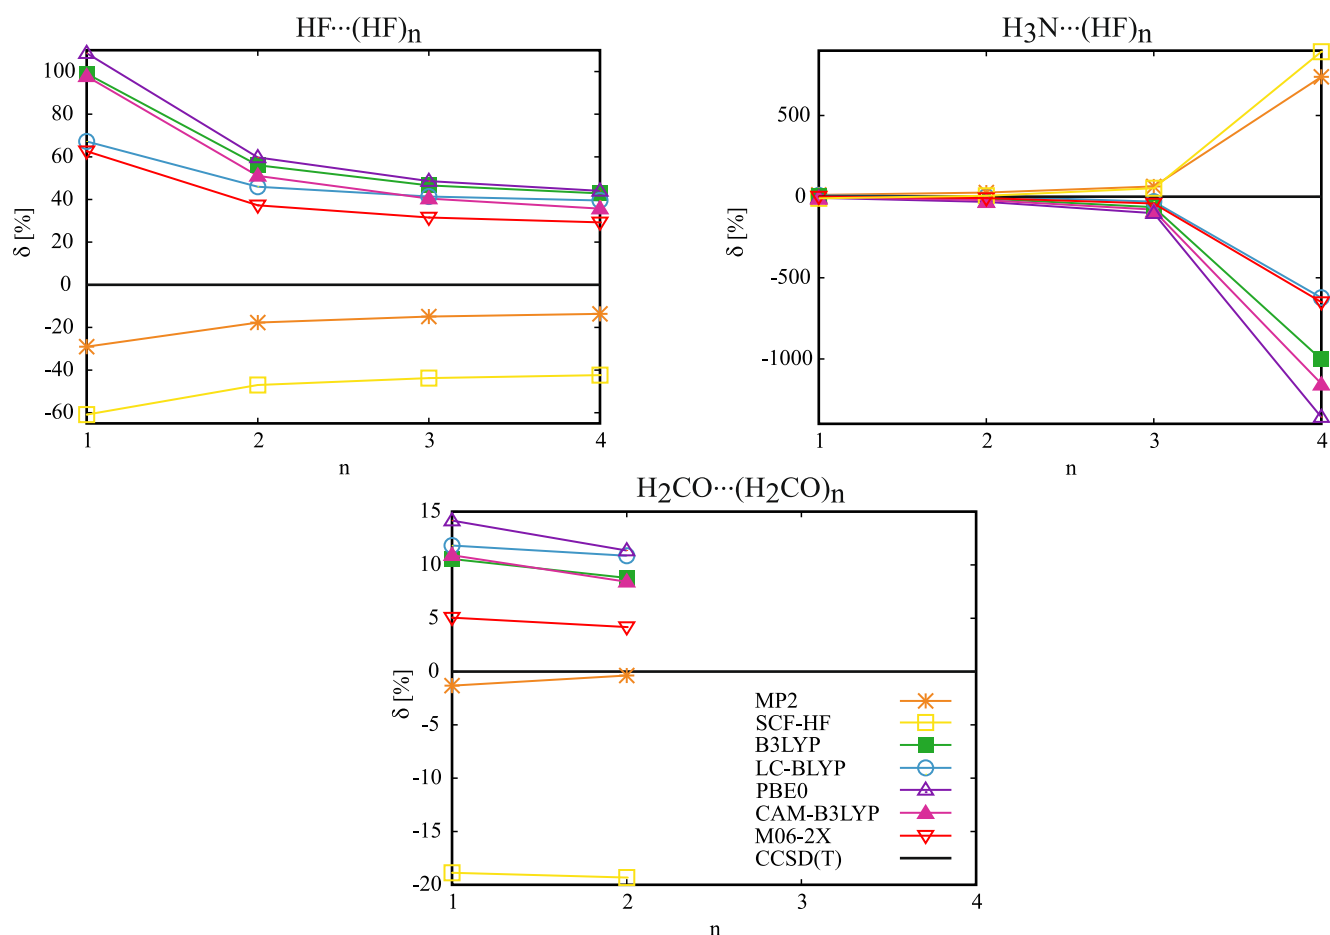 HF···(HF)n
100
80
60
40
20
0
-20
-40
-60
δ [%]
1 2 3 4
n
H3N···(HF)n
500
0
-500
-1000
δ [%]
1 2 3 4
n
H2CO···(H2CO)n
15
10
5
0
-5
-10
-15
-20
δ [%]
MP2
SCF-HF
B3LYP
LC-BLYP
PBE0
CAM-B3LYP
M06-2X
CCSD(T)
1 2 3 4
n